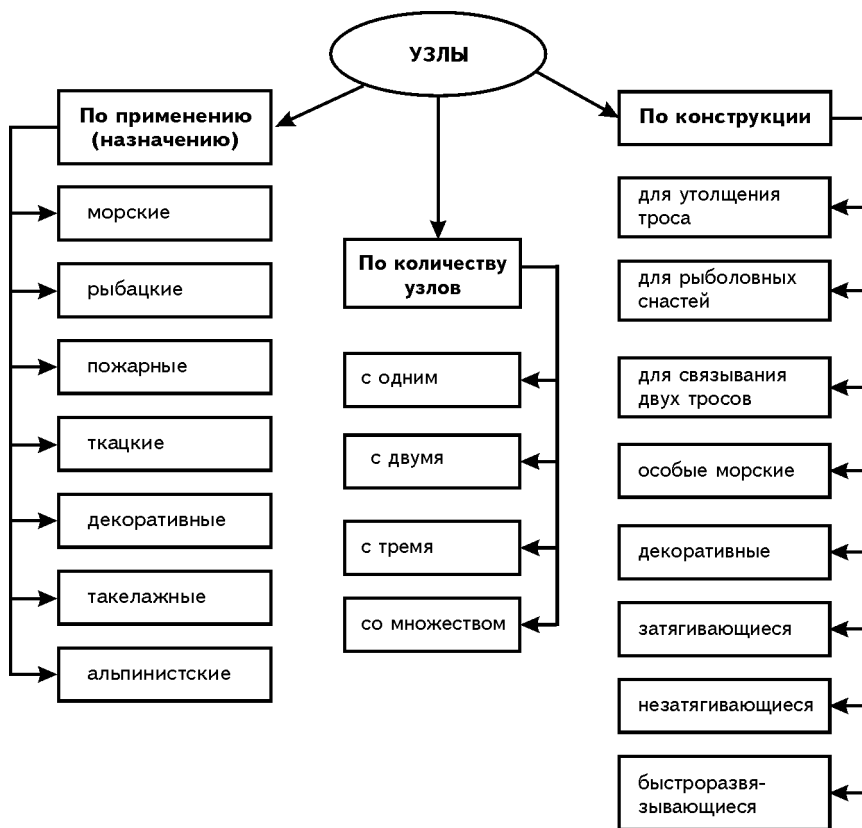 УЗЛЫ
По применению
(назначению)
морские
рыбацкие
пожарные
ткацкие
декоративные
такелажные
альпинистские
По количеству
узлов
с одним
с двумя
с тремя
со множеством
По конструкции
для утолщения
троса
для рыболовных
снастей
для связывания
двух тросов
особые морские
декоративные
затягивающиеся
незатягивающиеся
быстроразвя-
зывающиеся